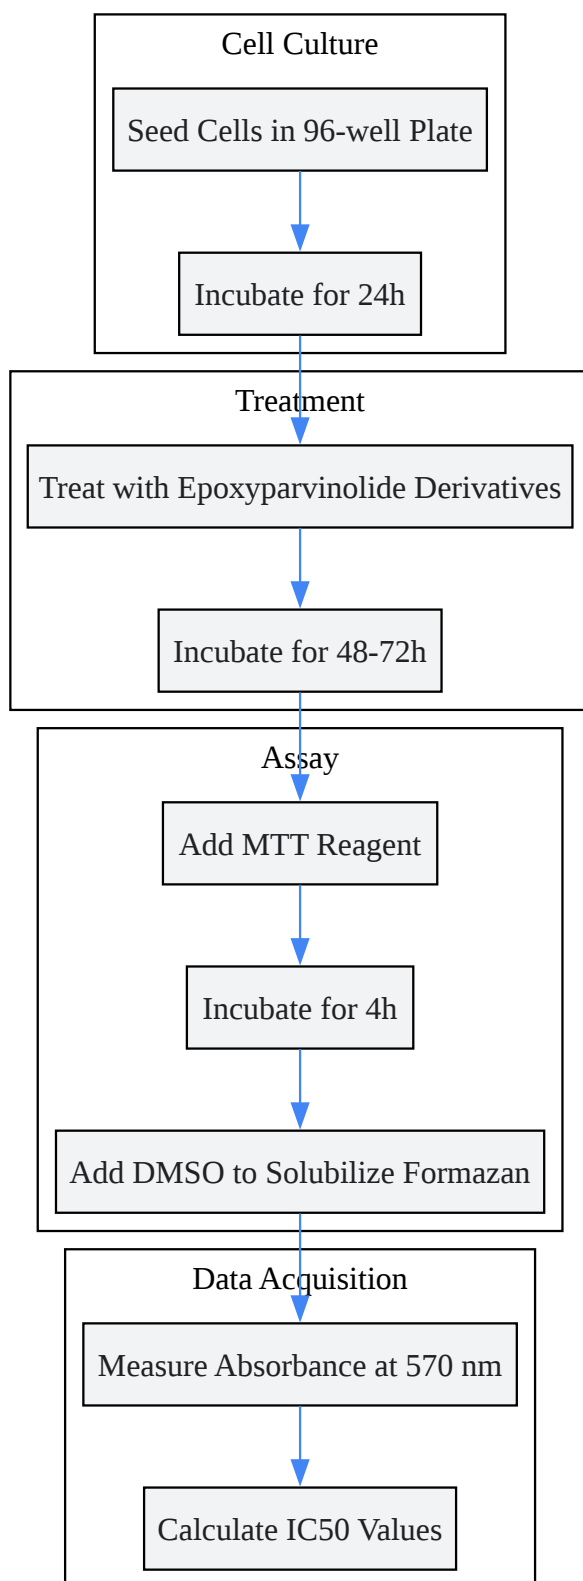 Cell Culture
Seed Cells in 96-well Plate
Incubate for 24h
Treatment
Treat with Epoxyparvinolide Derivatives
Incubate for 48-72h
Assay
Add MTT Reagent
Incubate for 4h
Add DMSO to Solubilize Formazan
Data Acquisition
Measure Absorbance at 570 nm
Calculate IC50 Values